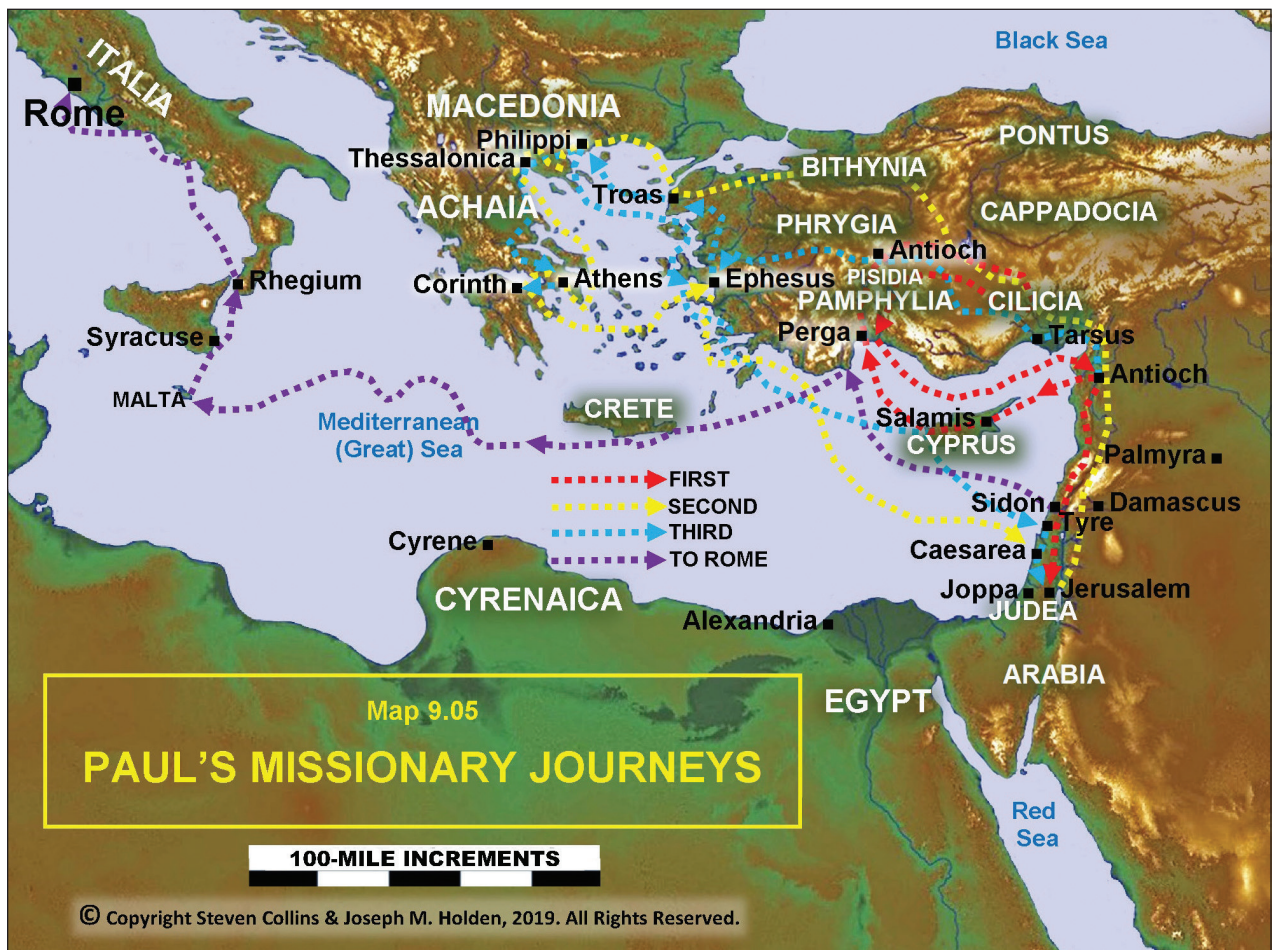 Black Sea
ITALIA
Rome
MACEDONIA
Philippi
Thessalonica
PONTUS
BITHYNIA
Troas
ACHAIA
PHRYGIA
CAPPADOCIA
Antioch
Rhegium
Corinth
Athens
Ephesus
PISIDIA
PAMPHYLIA
CILICIA
Syracuse
Perga
Tarsus
Antioch
MALTA
CRETE
Salamis
CYPRUS
Mediterranean
(Great) Sea
Palmyra
FIRST
SECOND
THIRD
TO ROME
Sidon
Damascus
Tyre
Cyrene
Caesarea
CYRENAICA
Joppa
Jerusalem
JUDEA
Alexandria
ARABIA
EGYPT
Map 9.05
PAUL’S MISSIONARY JOURNEYS
Red
Sea
100-MILE INCREMENTS
© Copyright Steven Collins & Joseph M. Holden, 2019. All Rights Reserved.